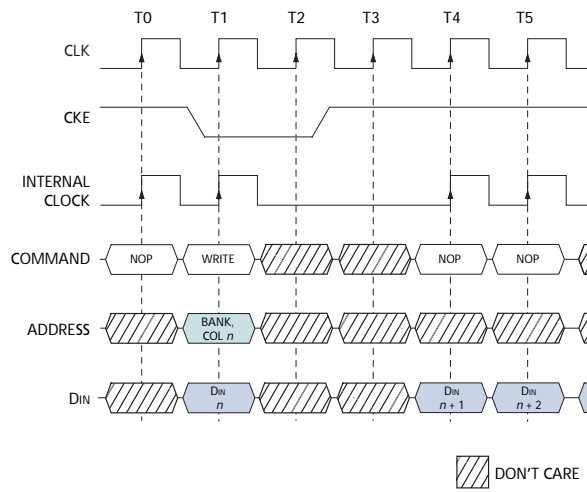 T0 T1 T2 T3 T4 T5
CLK
CKE
INTERNAL
CLOCK
COMMAND NOP WRITE NOP NOP
ADDRESS BANK,
COL n
DIN DIN
n DIN
n + 1 DIN
n + 2
DON'T CARE